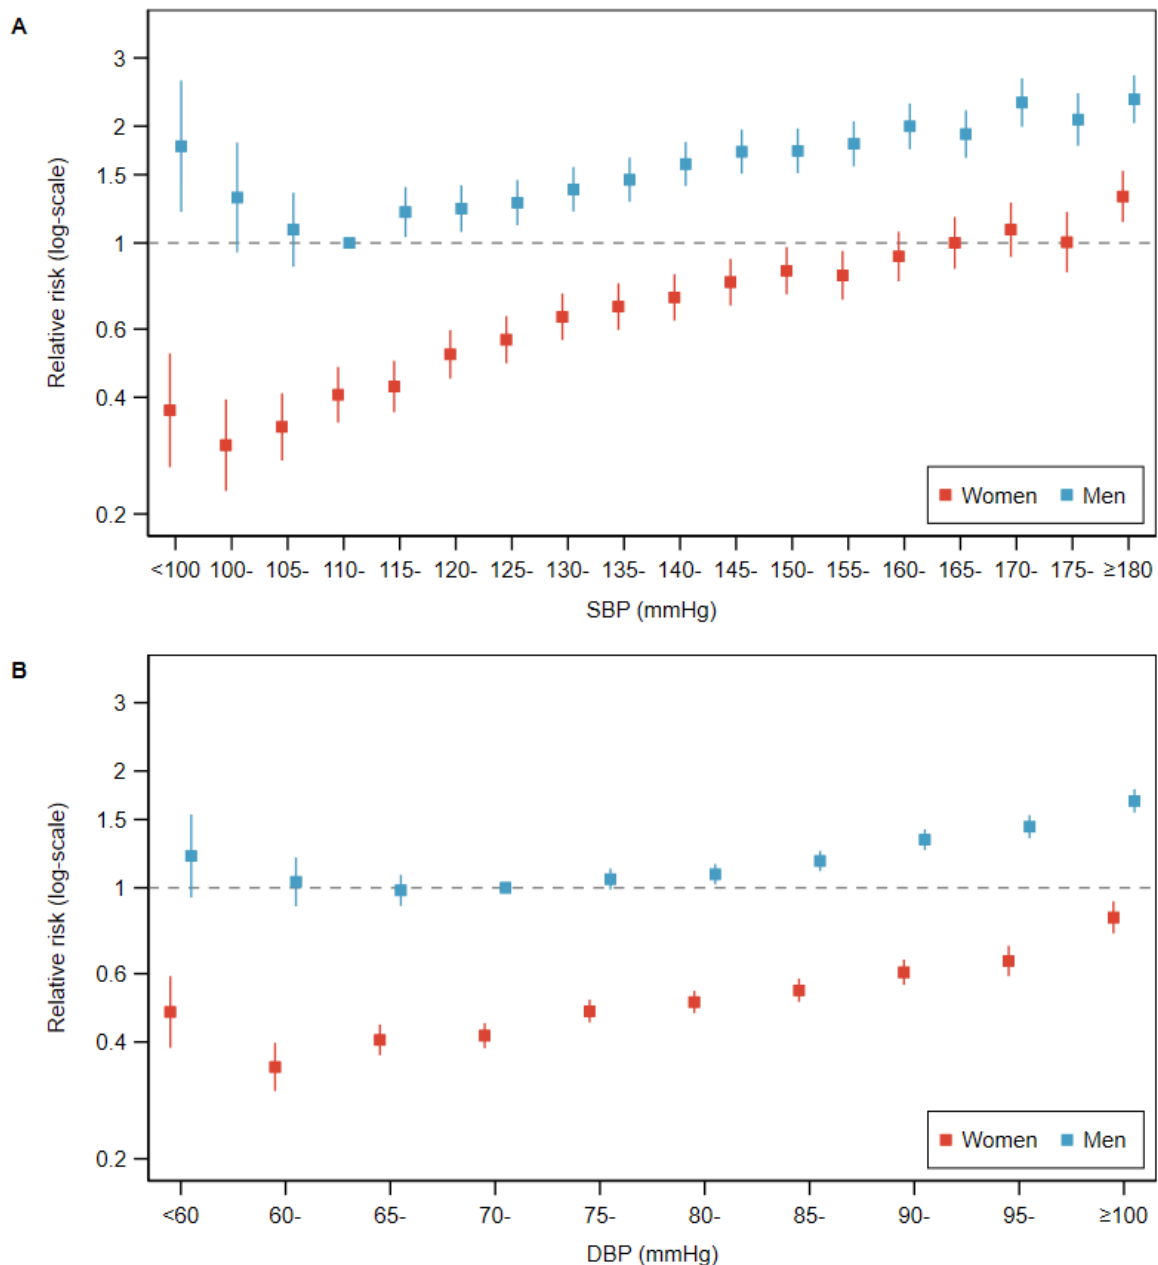 A
Relative risk (log-scale)
3
2
1.5
1
0.6
0.4
0.2
Women Men
<100 100- 105- 110- 115- 120- 125- 130- 135- 140- 145- 150- 155- 160- 165- 170- 175- ≥180
SBP (mmHg)
B
Relative risk (log-scale)
3
2
1.5
1
0.6
0.4
0.2
Women Men
<60 60- 65- 70- 75- 80- 85- 90- 95- ≥100
DBP (mmHg)